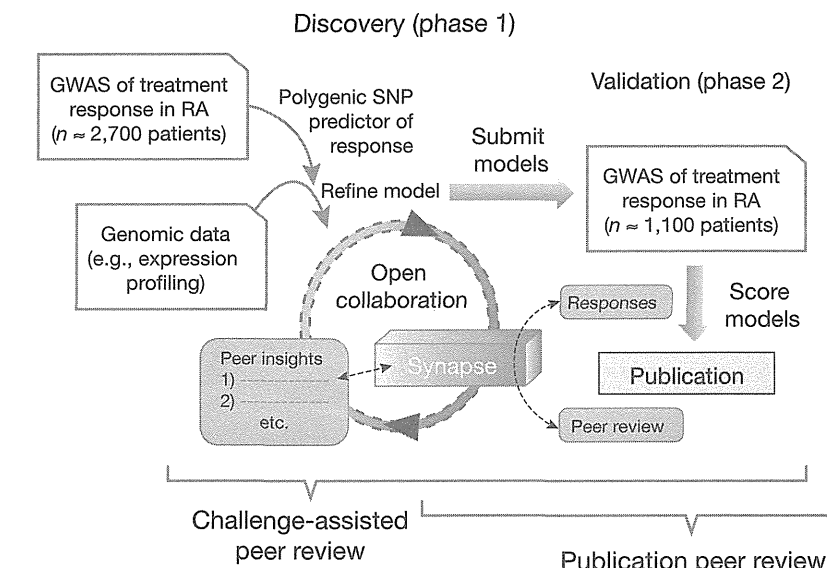 Discovery (phase 1)
GWAS of treatment
response in RA
(n ≈ 2,700 patients)
Polygenic SNP
predictor of
response
Refine model
Genomic data
(e.g., expression
profiling)
Submit
models
Validation (phase 2)
GWAS of treatment
response in RA
(n ≈ 1,100 patients)
Open
collaboration
Synapse
Peer insights
1)
2)
etc.
Responses
Peer review
Score
models
Publication
Challenge-assisted
peer review
Publication peer review